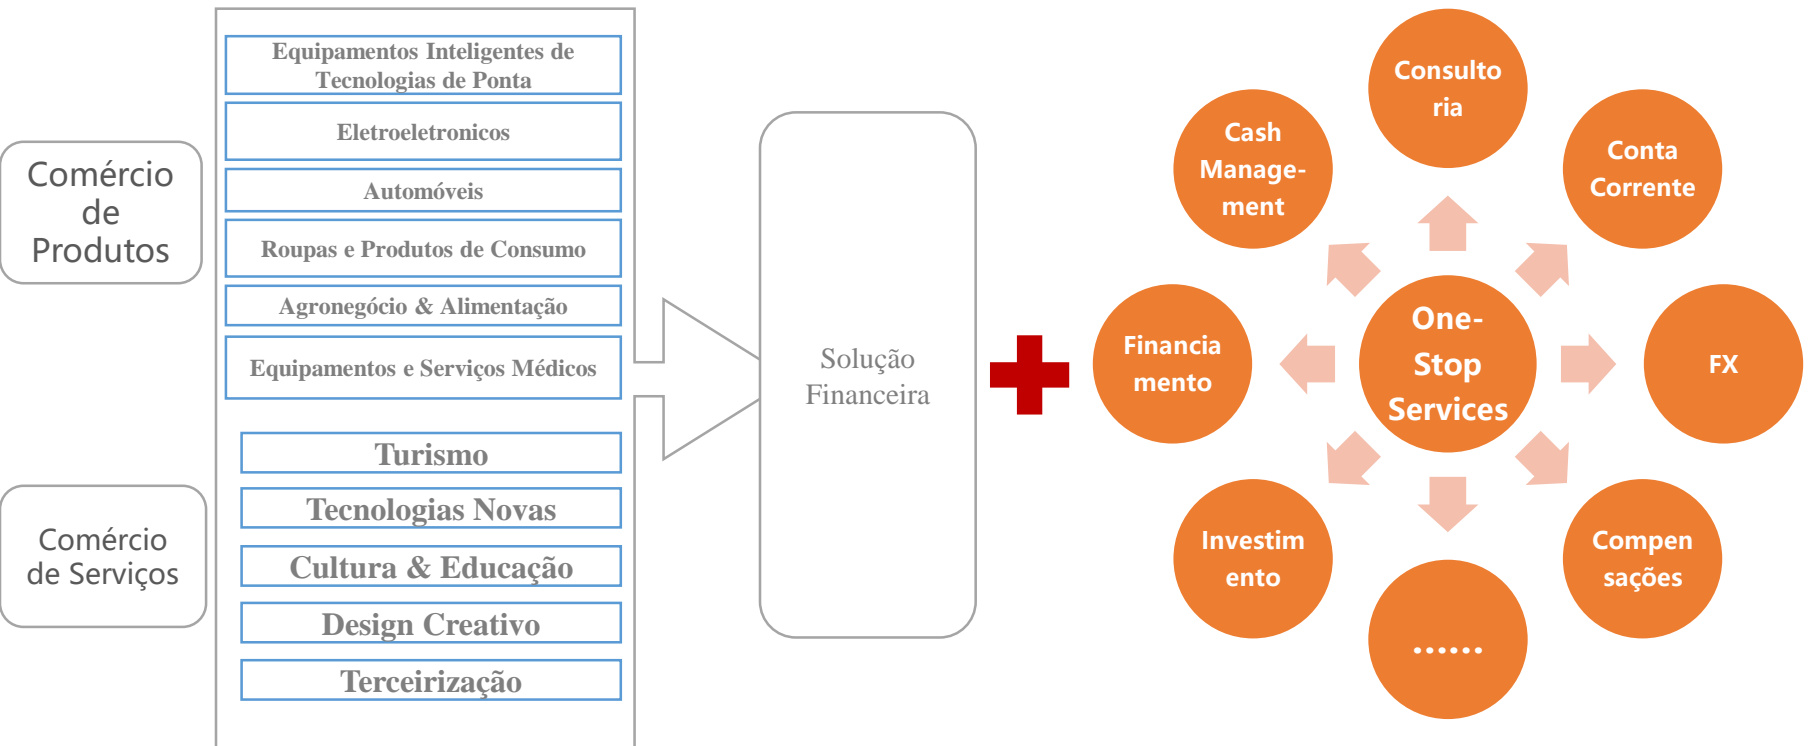 Comércio
de
Produtos
Equipamentos Inteligentes de
Tecnologias de Ponta
Eletroeletronicos
Automóveis
Roupas e Produtos de Consumo
Agronegócio & Alimentação
Equipamentos e Serviços Médicos
Comércio
de Serviços
Turismo
Tecnologias Novas
Cultura & Educação
Design Creativo
Terceirização
Solução
Financeira
One-
Stop
Services
Consulto
ria
Conta
Corrente
FX
Compen
sações
......
Investim
ento
Financia
mento
Cash
Manage-
ment